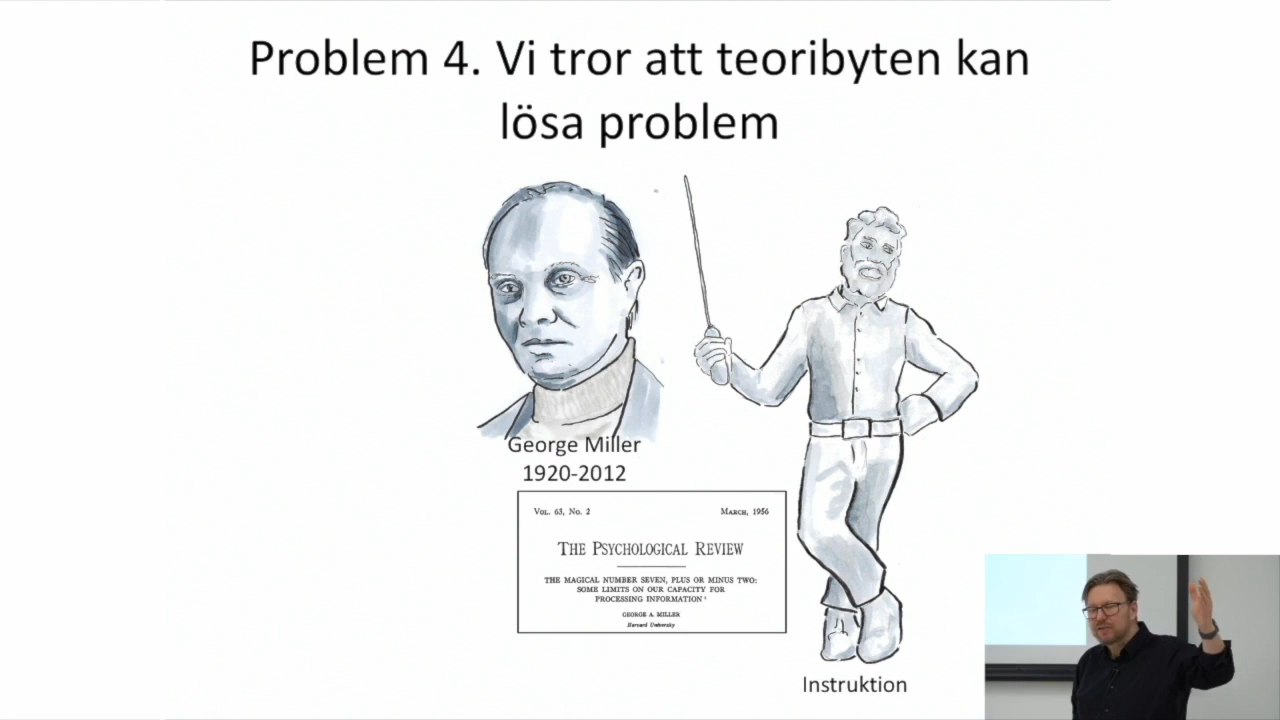 Problem 4. Vi tror att teoribyten kan
lösa problem
George Miller
1920-2012
Vol. 63, No. 2
March, 1956
The Psychological Review
THE MAGICAL NUMBER SEVEN, PLUS OR MINUS TWO:
SOME LIMITS ON OUR CAPACITY FOR
PROCESSING INFORMATION ¹
GEORGE A. MILLER
Harvard University
Instruktion